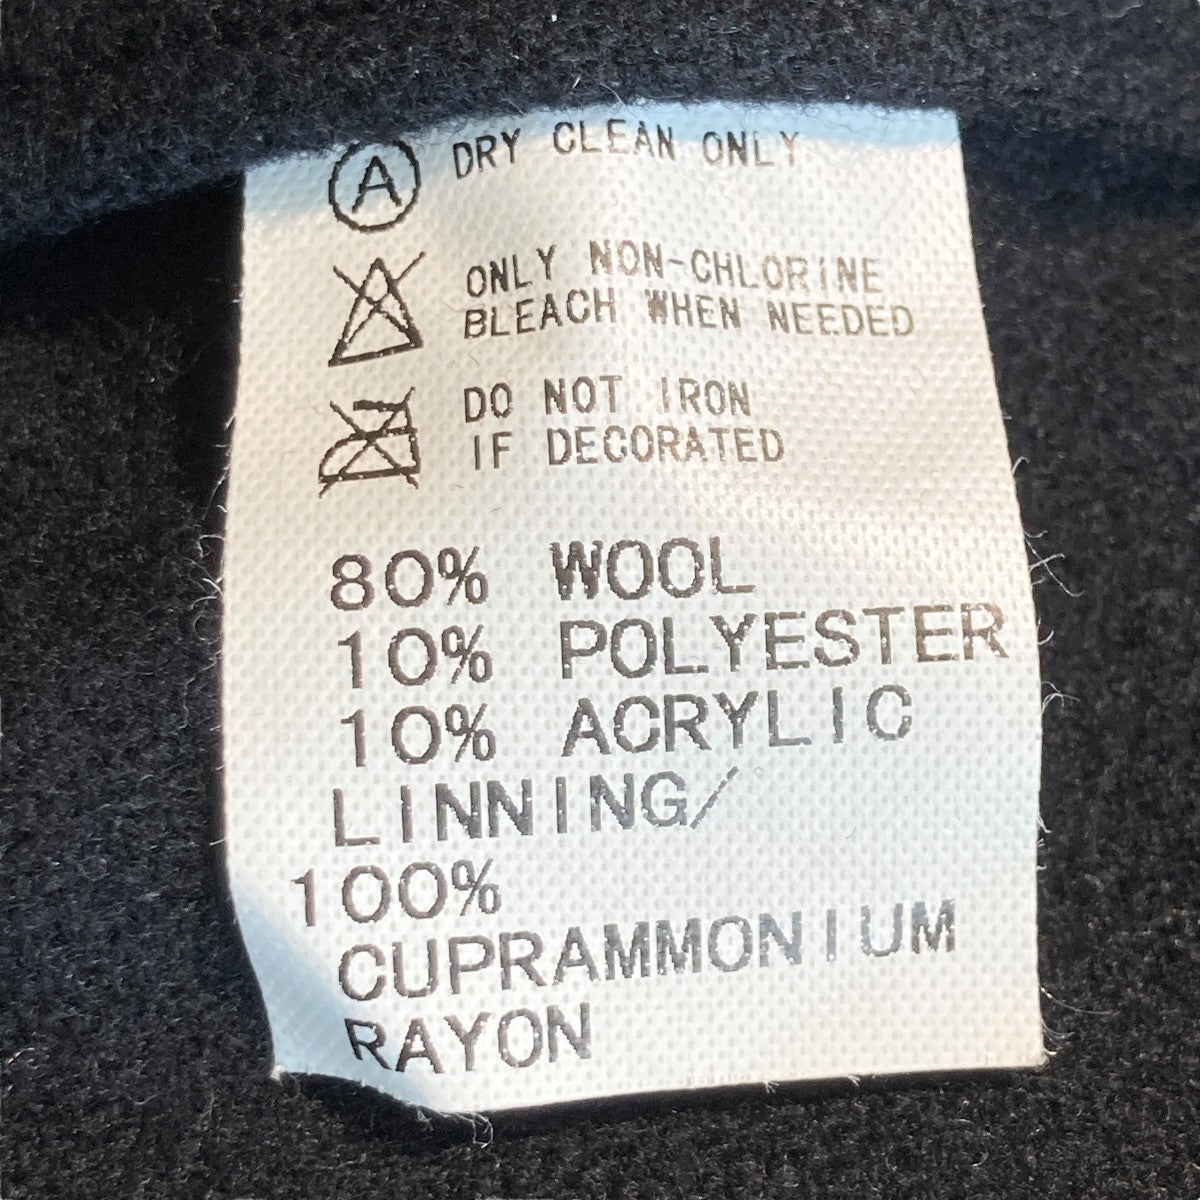 A DRY CLEAN ONLY
ONLY NON-CHLORINE
BLEACH WHEN NEEDED
DO NOT IRON
IF DECORATED
80% WOOL
10% POLYESTER
10% ACRYLIC
LINNING/
100%
CUPRAMMONIUM
RAYON